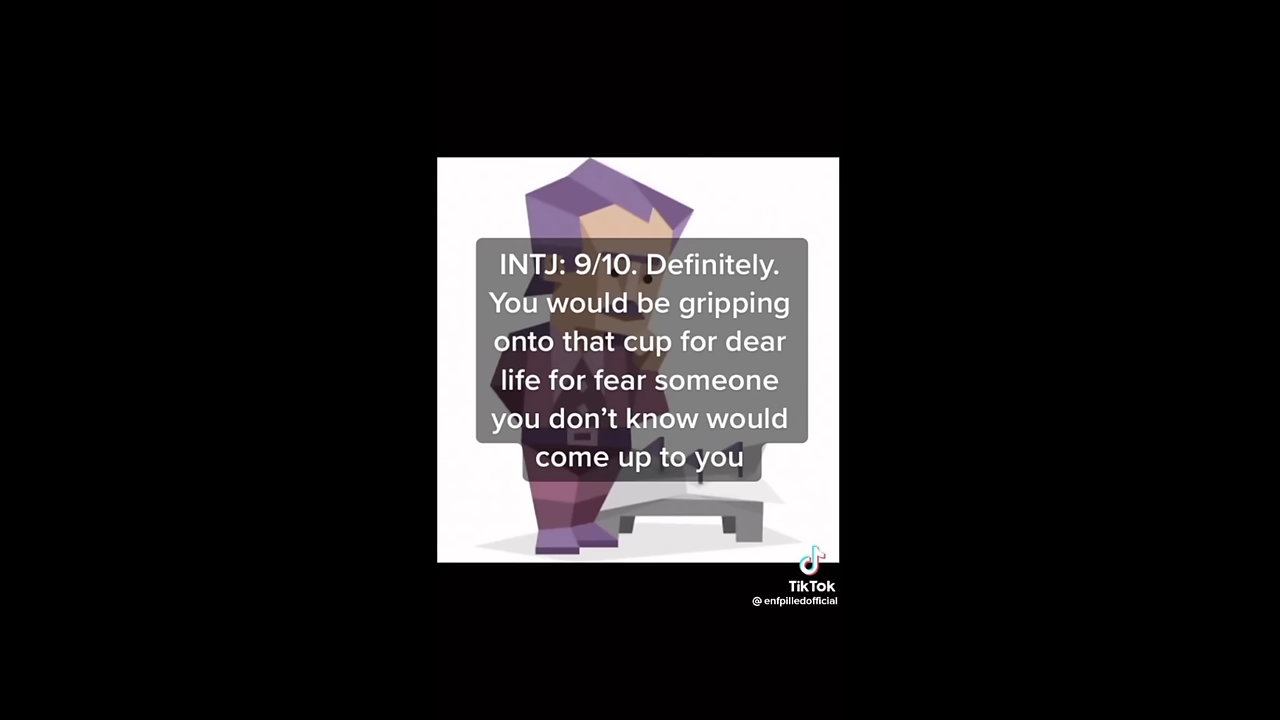 INTJ: 9/10. Definitely.
You would be gripping
onto that cup for dear
life for fear someone
you don’t know would
come up to you
TikTok
@ enfpilledofficial